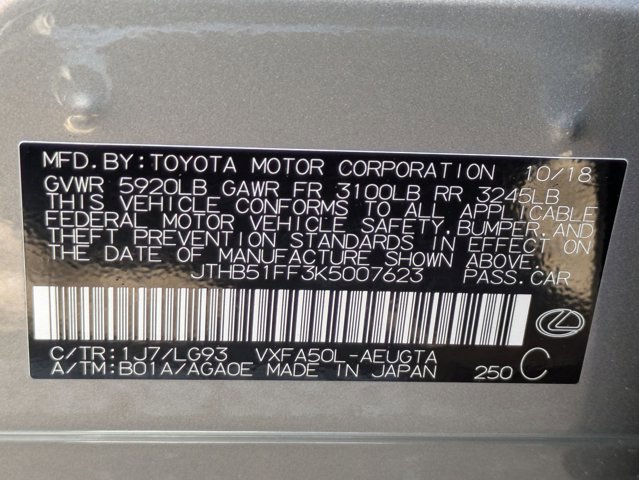 MFD.BY:TOYOTA MOTOR CORPORATION 10/18
GVWR 5920LB GAWR FR 3100LB RR 3245LB
THIS VEHICLE CONFORMS TO ALL APPLICABLE
FEDERAL MOTOR VEHICLE SAFETY.BUMPER.AND
THEFT PREVENTION STANDARDS IN EFFECT ON
THE DATE OF MANUFACTURE SHOWN ABOVE.
JTHB51FF3K5007623 PASS.CAR
C/TR:1J7/LG93 VXFA50L-AEUGTA
A/TM:B01A/AGA0E MADE IN JAPAN 250 C